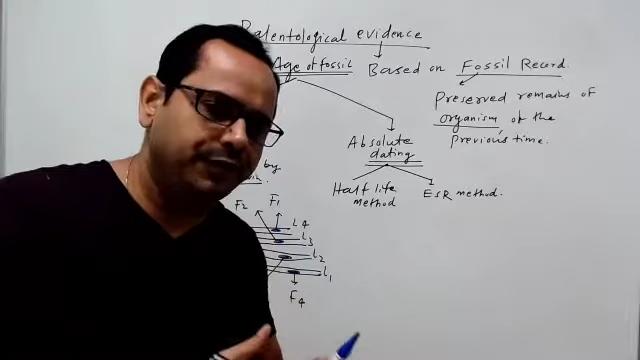 Palentological evidence
Age of fossil
Based on Fossil Record.
Preserved remains of
organism of the
previous time.
Absolute
dating
by
Half life
method
ESR method.
F2
F1
L4
L3
L2
L1
F4